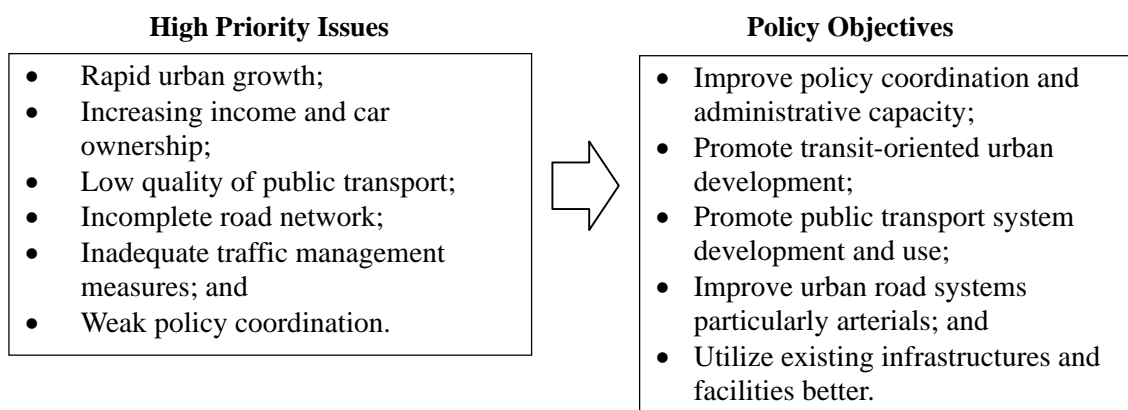 High Priority Issues
• Rapid urban growth;
• Increasing income and car
ownership;
• Low quality of public transport;
• Incomplete road network;
• Inadequate traffic management
measures; and
• Weak policy coordination.
Policy Objectives
• Improve policy coordination and
administrative capacity;
• Promote transit-oriented urban
development;
• Promote public transport system
development and use;
• Improve urban road systems
particularly arterials; and
• Utilize existing infrastructures and
facilities better.